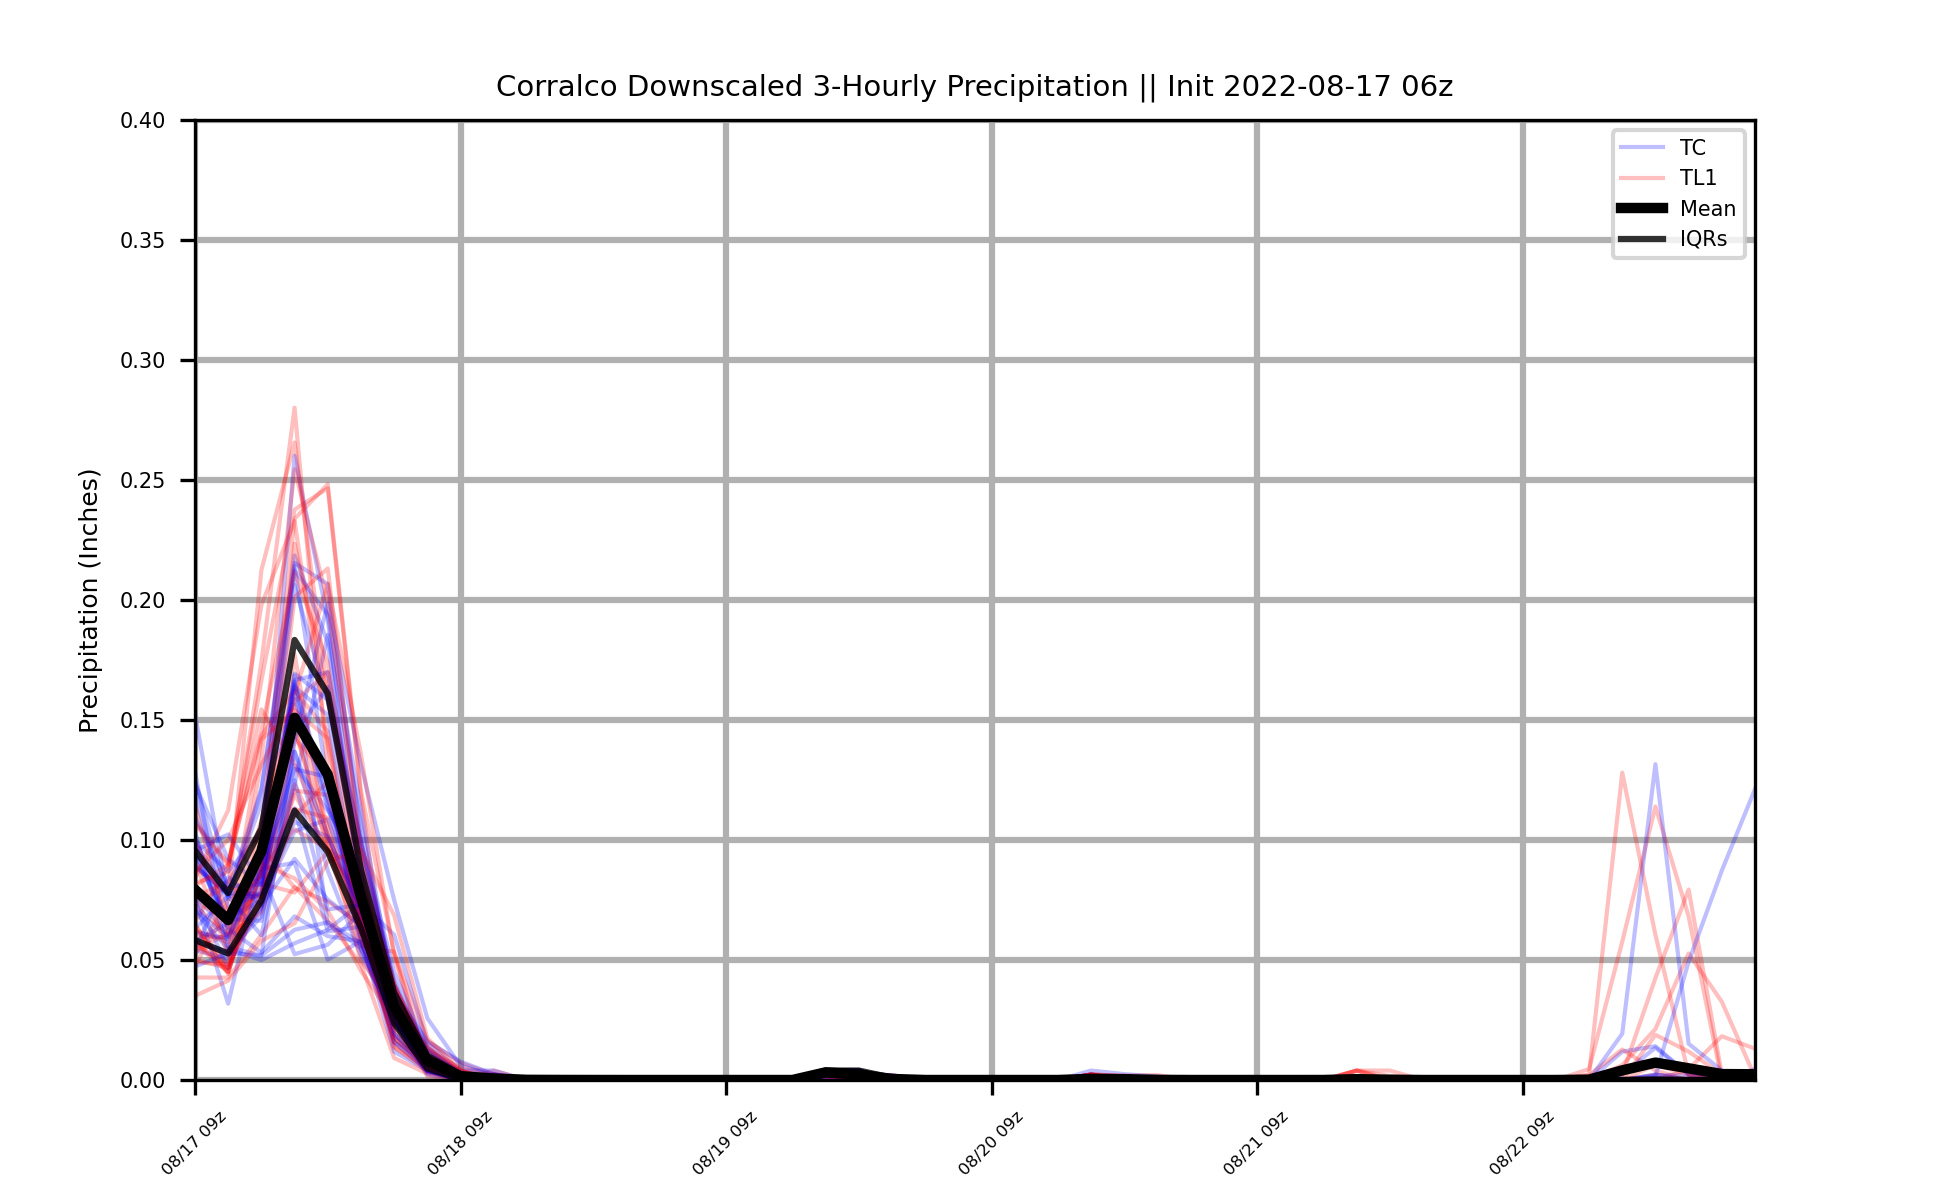 Corralco Downscaled 3-Hourly Precipitation || Init 2022-08-17 06z
TC
TL1
Mean
IQRs
Precipitation (Inches)
0.40
0.35
0.30
0.25
0.20
0.15
0.10
0.05
0.00
08/17 09z
08/18 09z
08/19 09z
08/20 09z
08/21 09z
08/22 09z